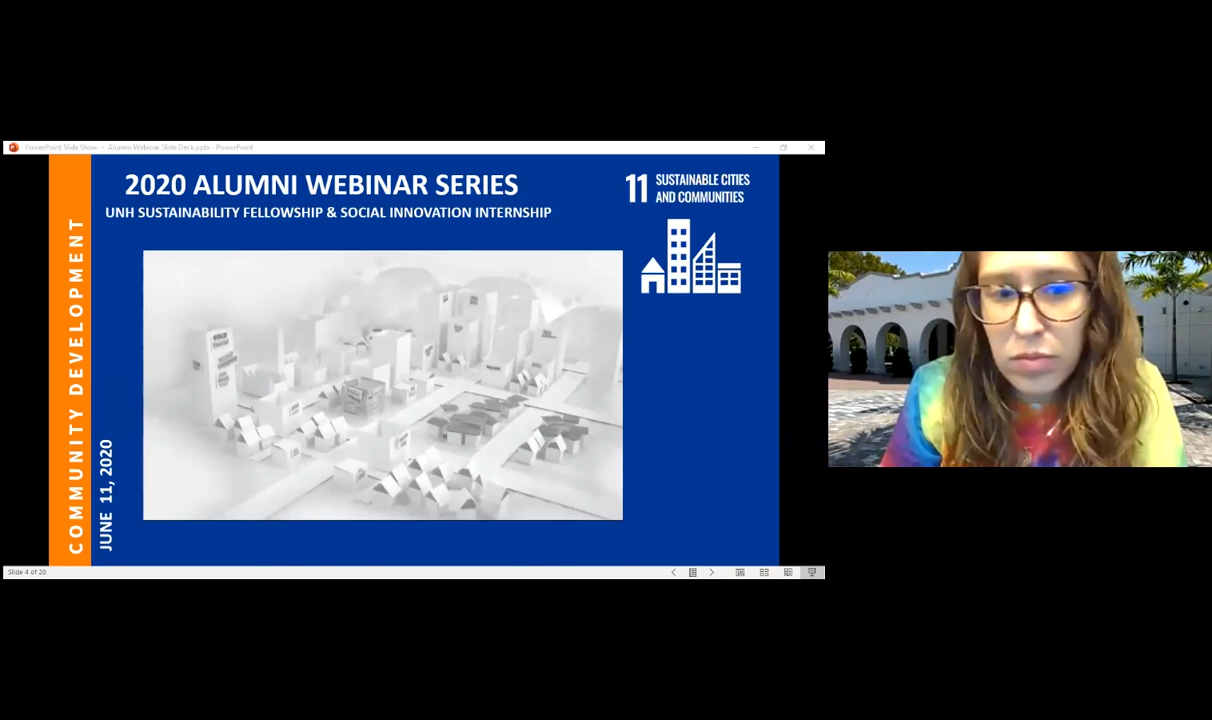 PowerPoint Slide Show - Alumni Webinar Slide Deck.pptx - PowerPoint
2020 ALUMNI WEBINAR SERIES
UNH SUSTAINABILITY FELLOWSHIP & SOCIAL INNOVATION INTERNSHIP
11 SUSTAINABLE CITIES
AND COMMUNITIES
COMMUNITY DEVELOPMENT
JUNE 11, 2020
Slide 4 of 20